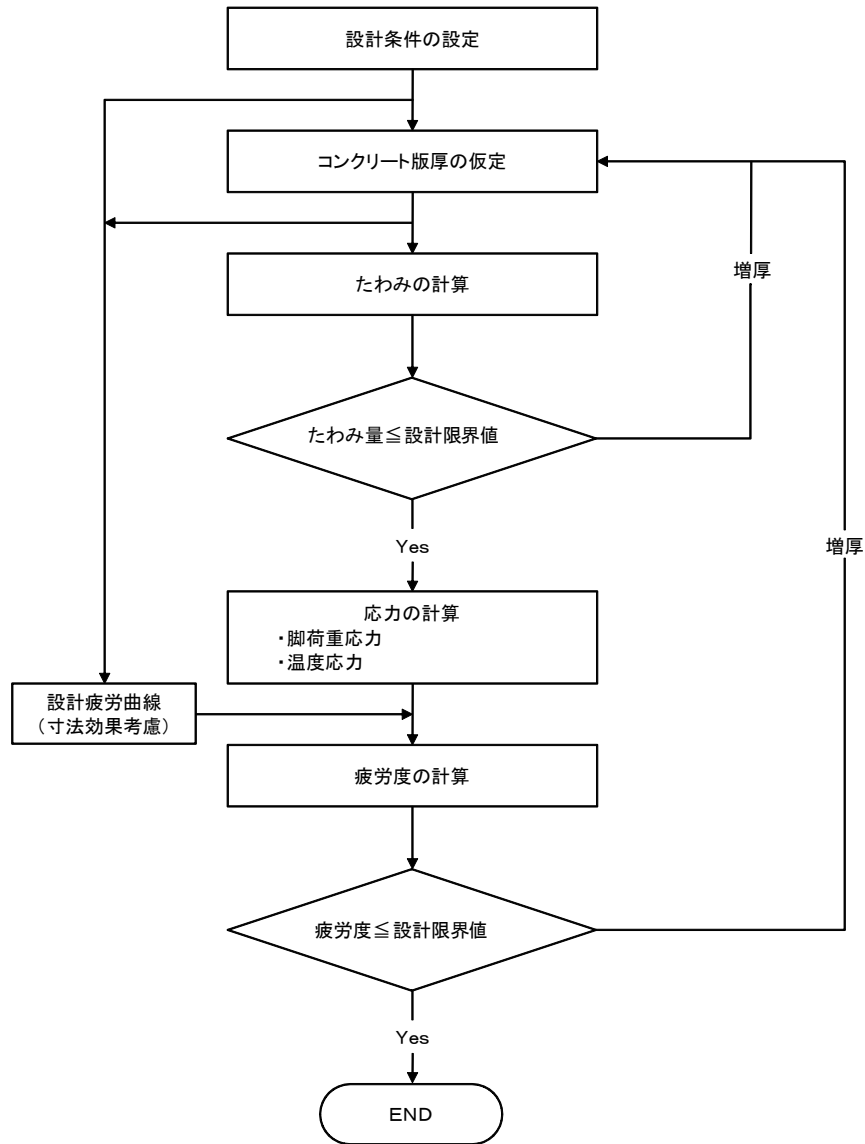 設計条件の設定
コンクリート版厚の仮定
たわみの計算
増厚
たわみ量≦設計限界値
Yes
増厚
応力の計算
・脚荷重応力
・温度応力
設計疲労曲線
（寸法効果考慮）
疲労度の計算
疲労度≦設計限界値
Yes
END